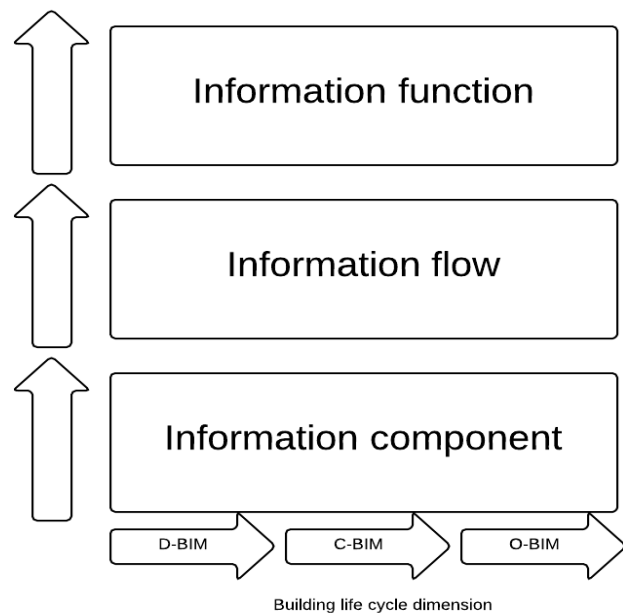 Information function
Information flow
Information component
D-BIM C-BIM O-BIM
Building life cycle dimension